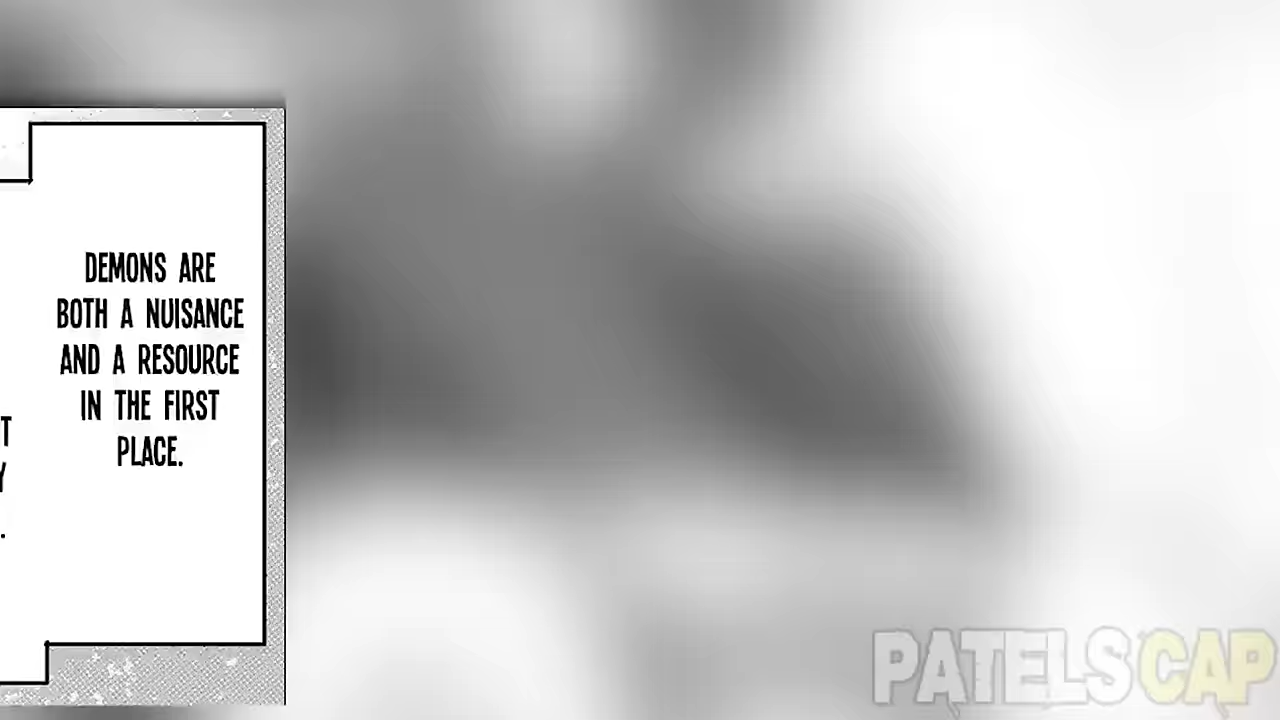 DEMONS ARE
BOTH A NUISANCE
AND A RESOURCE
IN THE FIRST
PLACE.
PATELSCAP